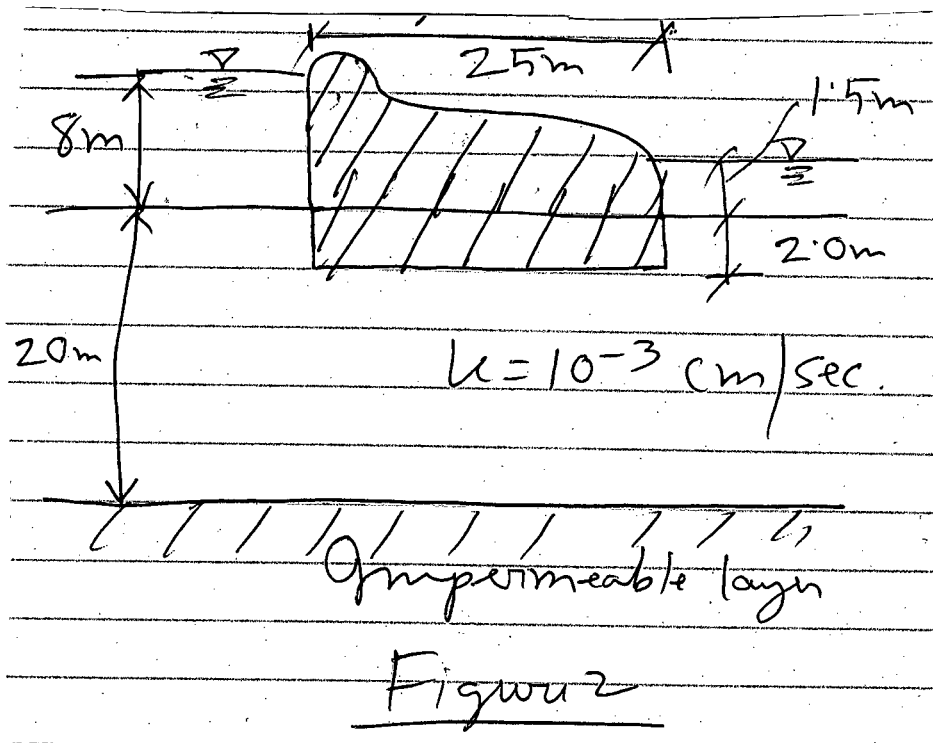 25m
1.5m
8m
2.0m
20m
k = 10-3 cm/sec.
Impermeable layer
Figure 2